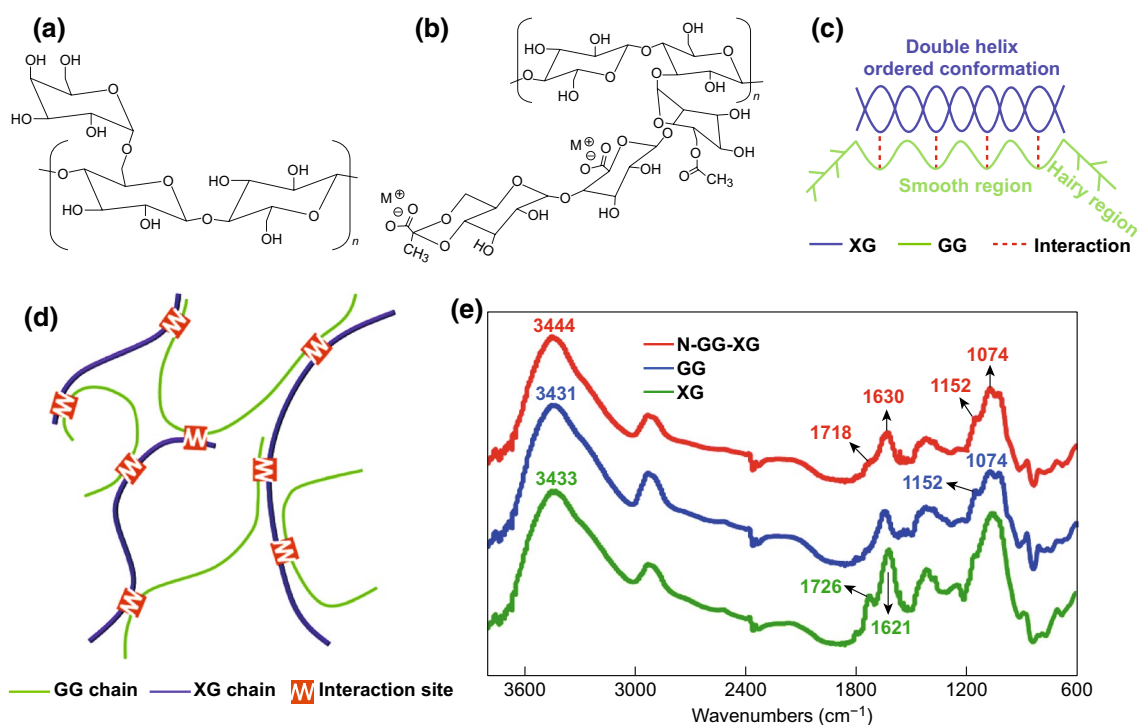 (a)
OH
OH
O
OH
HO
OH
O
O
OH
HO
O
O
HO
OH
O
OH
OH
n
(b)
OH
HO
O
O
O
OH
O
OH
O
OH
n
O
OH
O
OH
O
O
CH3
M⊕
⊖
O
O
O
OH
OH
O
O
M⊕
⊖
O
O
O
O
CH3
O
OH
HO
(c)
Double helix
ordered conformation
Smooth region
Hairy region
XG
GG
Interaction
(d)
GG chain
XG chain
Interaction site
(e)
3444
N-GG-XG
GG
XG
1074
1152
1630
1718
3431
1074
1152
3433
1726
1621
3600
3000
2400
1800
1200
600
Wavenumbers (cm−1)